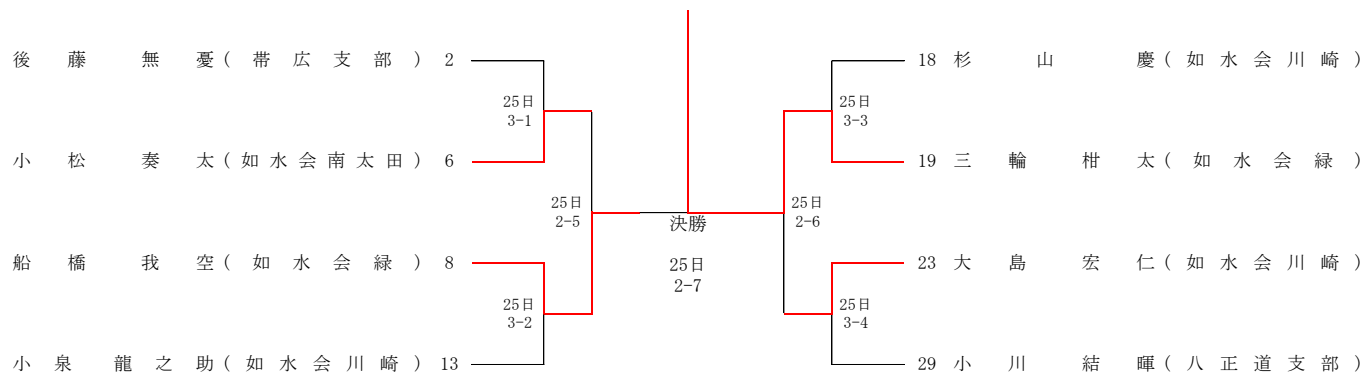 後藤無憂(帯広支部) 2
18 杉山慶(如水会川崎)
25日
3-1
25日
3-3
小松奏太(如水会南太田) 6
19 三輪柑太(如水会緑)
25日
2-5
25日
2-6
決勝
25日
2-7
船橋我空(如水会緑) 8
23 大島宏仁(如水会川崎)
25日
3-2
25日
3-4
小泉龍之助(如水会川崎) 13
29 小川結暉(八正道支部)